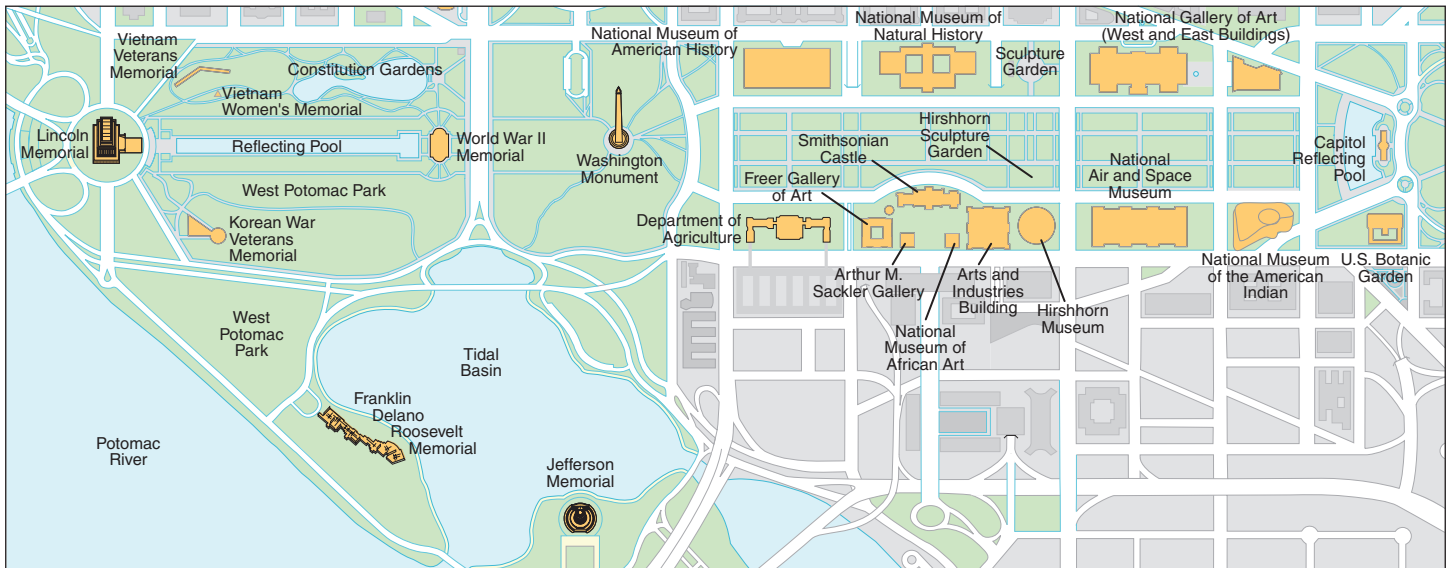 Vietnam
Veterans
Memorial
Constitution Gardens
Vietnam
Women's Memorial
Lincoln
Memorial
Reflecting Pool
World War II
Memorial
West Potomac Park
Korean War
Veterans
Memorial
Washington
Monument
National Museum of
American History
National Museum of
Natural History
Sculpture
Garden
National Gallery of Art
(West and East Buildings)
Hirshhorn
Sculpture
Garden
Smithsonian
Castle
Freer Gallery
of Art
Department of
Agriculture
National
Air and Space
Museum
Capitol
Reflecting
Pool
Arthur M.
Sackler Gallery
Arts and
Industries
Building
Hirshhorn
Museum
National
Museum of
African Art
National Museum
of the American
Indian
U.S. Botanic
Garden
West
Potomac
Park
Tidal
Basin
Franklin
Delano
Roosevelt
Memorial
Potomac
River
Jefferson
Memorial